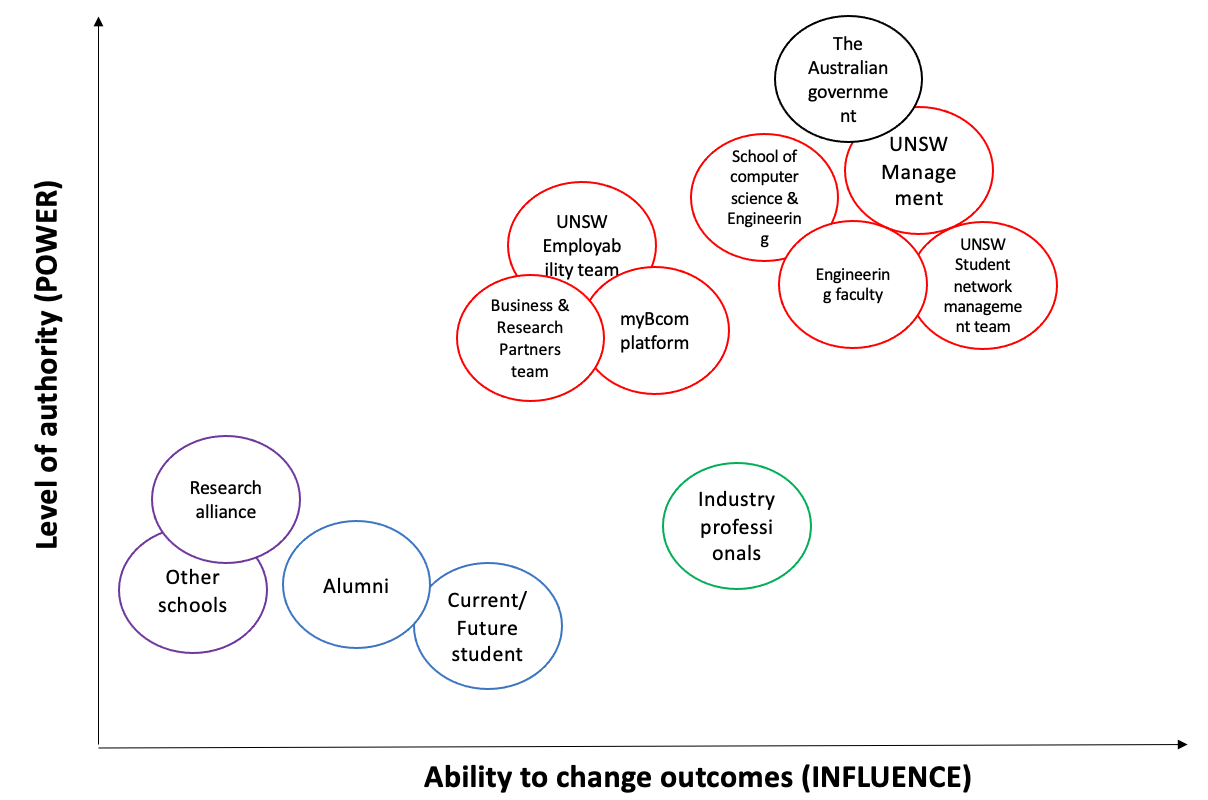 The
Australian
governme
nt
UNSW
Manage
ment
School of
computer
science &
Engineerin
g
UNSW
Employab
ility team
Engineerin
g faculty
UNSW
Student
network
manageme
nt team
Business &
Research
Partners
team
myBcom
platform
Level of authority (POWER)
Research
alliance
Industry
professi
onals
Other
schools
Alumni
Current/
Future
student
Ability to change outcomes (INFLUENCE)